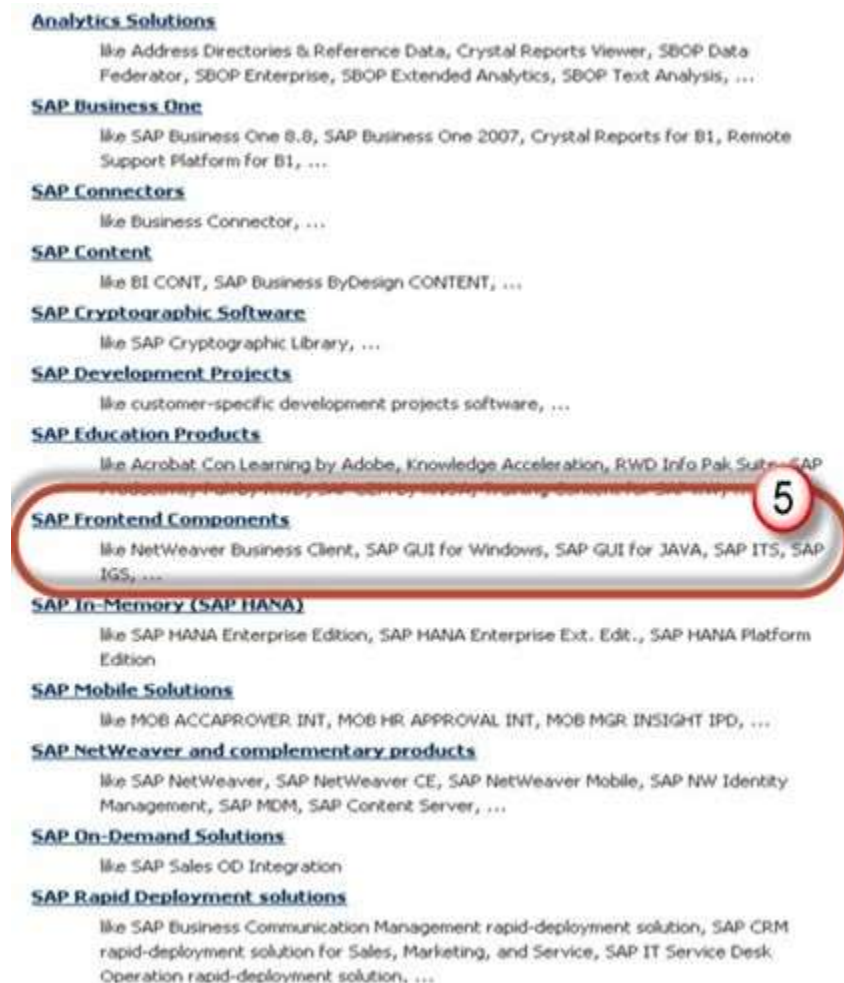 Analytics Solutions
like Address Directories & Reference Data, Crystal Reports Viewer, SBOP Data
Federator, SBOP Enterprise, SBOP Extended Analytics, SBOP Text Analysis, ...
SAP Business One
like SAP Business One 8.8, SAP Business One 2007, Crystal Reports for B1, Remote
Support Platform for B1, ...
SAP Connectors
like Business Connector, ...
SAP Content
like BI CONT, SAP Business ByDesign CONTENT, ...
SAP Cryptographic Software
like SAP Cryptographic Library, ...
SAP Development Projects
like customer-specific development projects software, ...
SAP Education Products
like Acrobat Con Learning by Adobe, Knowledge Acceleration, RWD Info Pak Suite, SAP
5
SAP Frontend Components
like NetWeaver Business Client, SAP GUI for Windows, SAP GUI for JAVA, SAP ITS, SAP
IGS, ...
SAP In-Memory (SAP HANA)
like SAP HANA Enterprise Edition, SAP HANA Enterprise Ext. Edit., SAP HANA Platform
Edition
SAP Mobile Solutions
like MOB ACCAPROVER INT, MOB HR APPROVAL INT, MOB MGR INSIGHT IPD, ...
SAP NetWeaver and complementary products
like SAP NetWeaver, SAP NetWeaver CE, SAP NetWeaver Mobile, SAP NW Identity
Management, SAP MDM, SAP Content Server, ...
SAP On-Demand Solutions
like SAP Sales OD Integration
SAP Rapid Deployment solutions
like SAP Business Communication Management rapid-deployment solution, SAP CRM
rapid-deployment solution for Sales, Marketing, and Service, SAP IT Service Desk
Operation rapid-deployment solution, ...